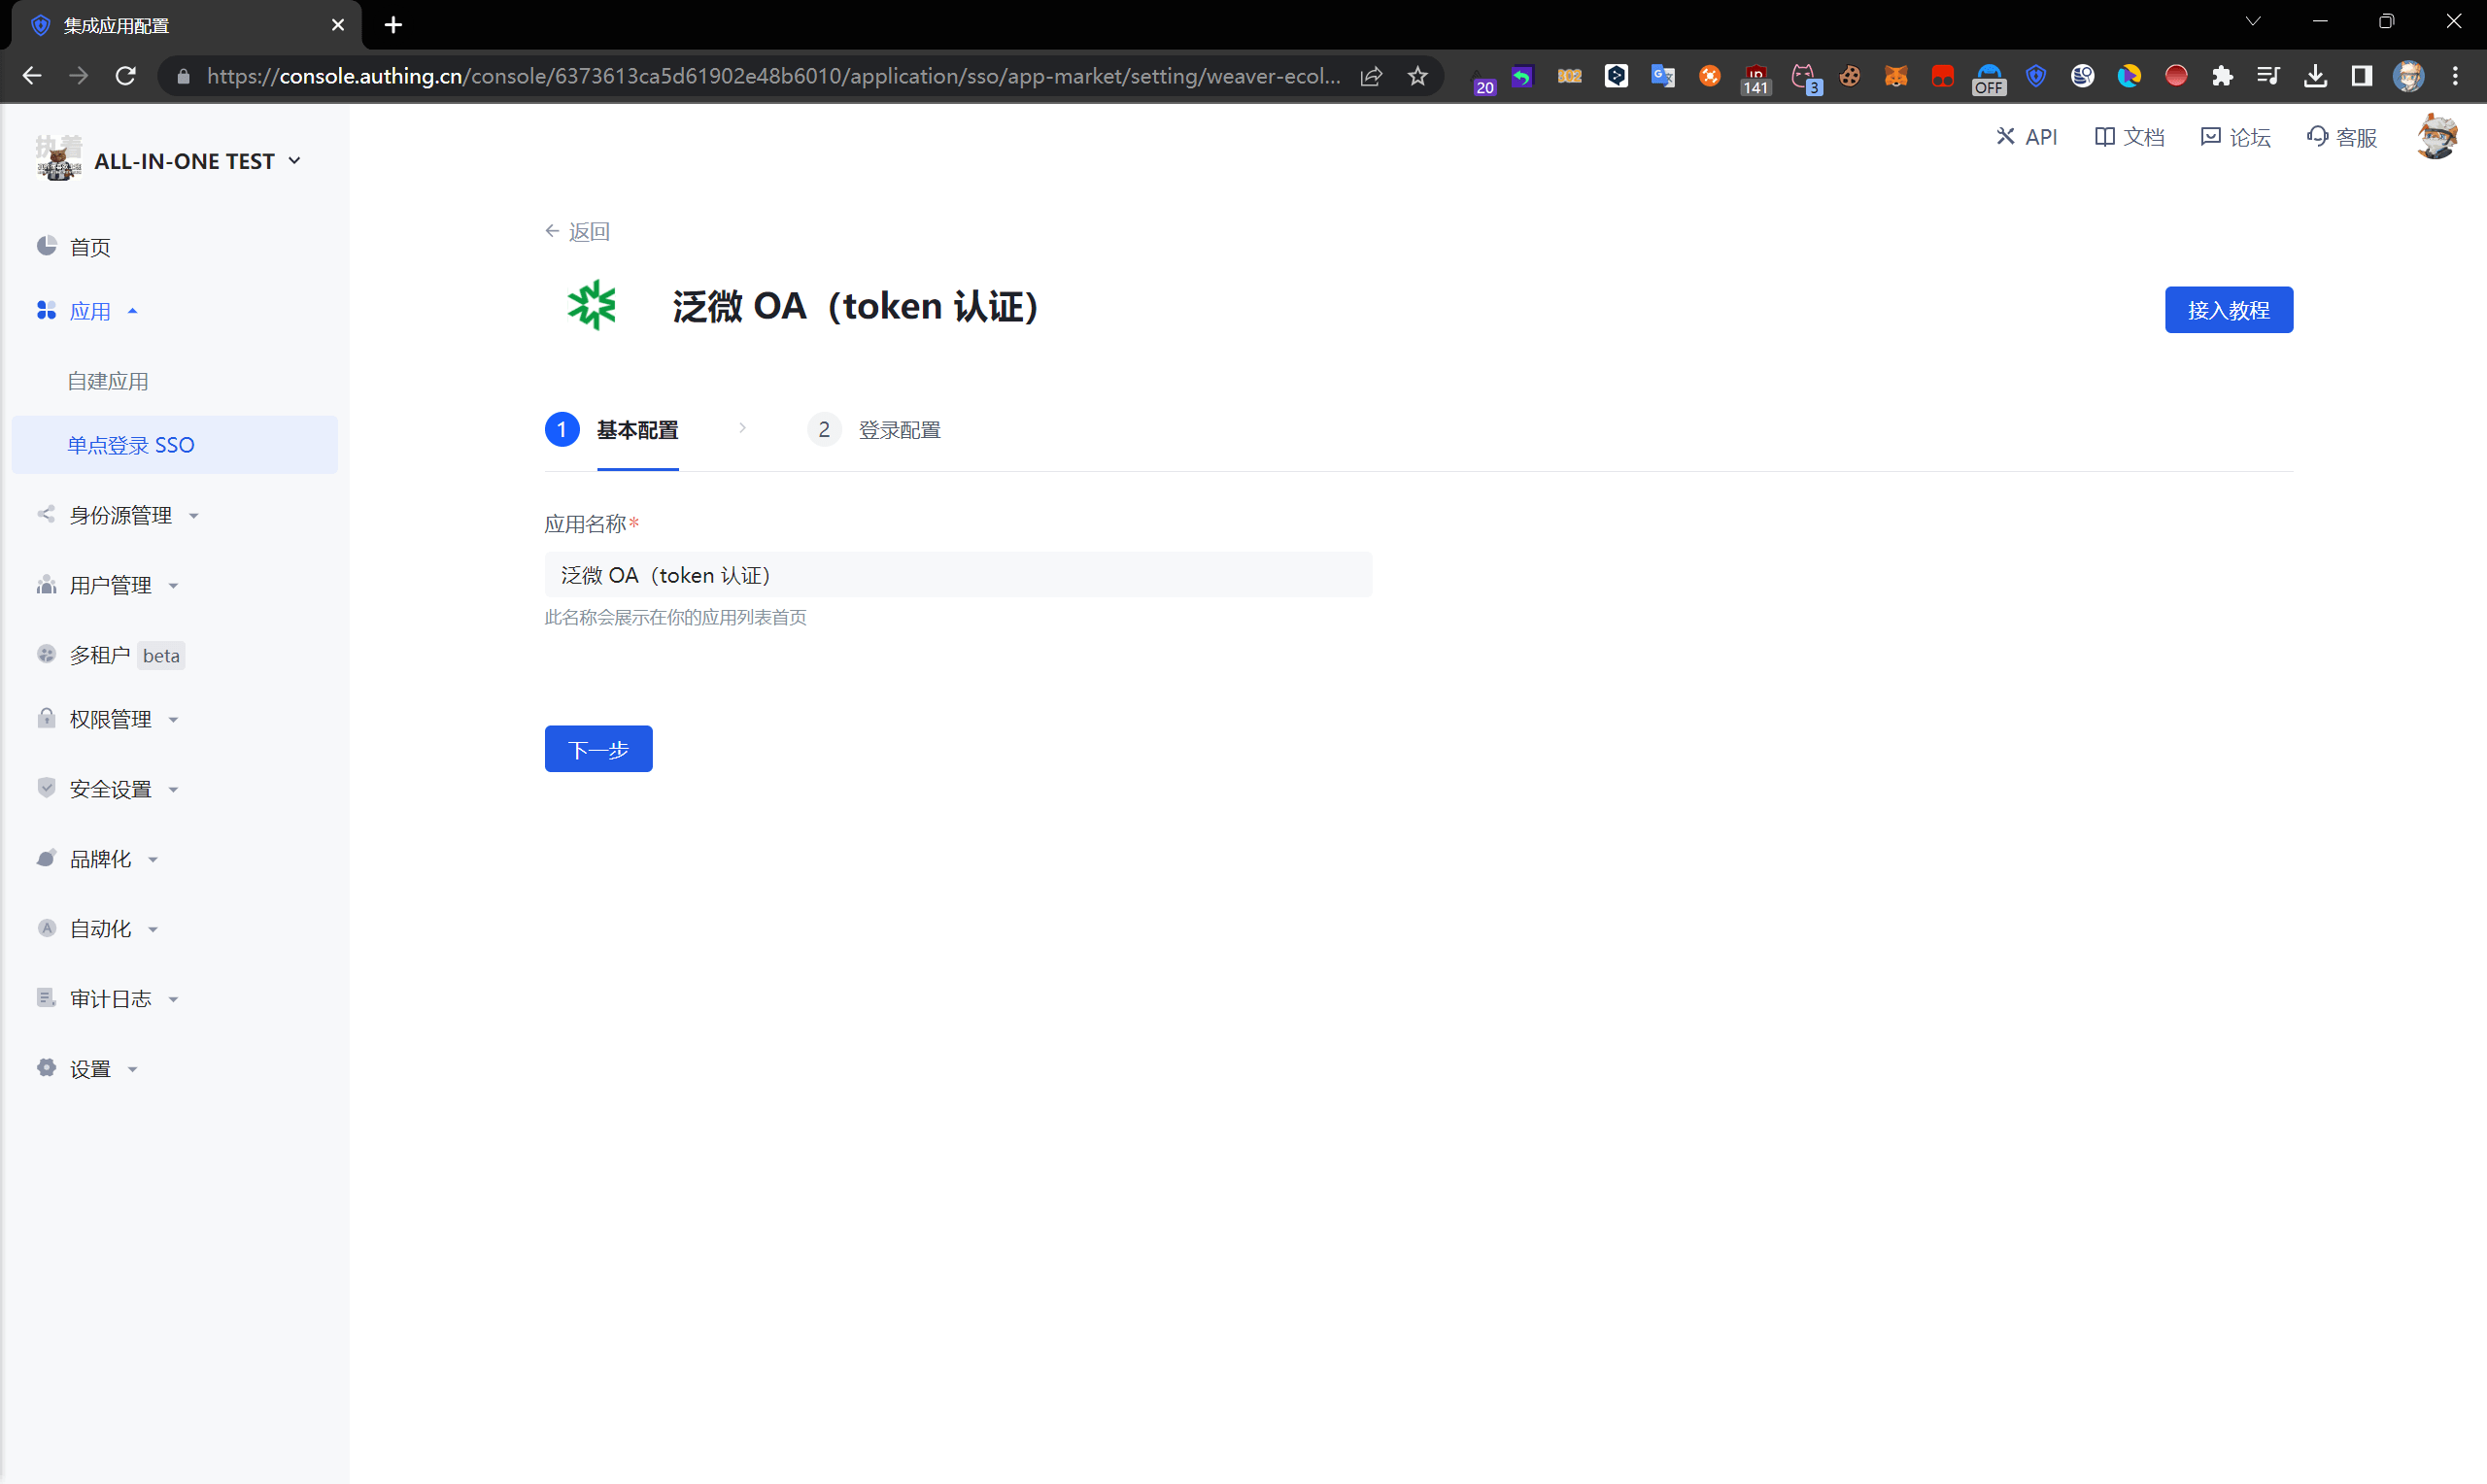 集成应用配置
https://console.authing.cn/console/6373613ca5d61902e48b6010/application/sso/app-market/setting/weaver-ecol...
20
302
141
3
OFF
执着
ALL-IN-ONE TEST
API
文档
论坛
客服
首页
应用
自建应用
单点登录 SSO
身份源管理
用户管理
多租户 beta
权限管理
安全设置
品牌化
自动化
审计日志
设置
返回
泛微 OA（token 认证）
接入教程
1 基本配置
2 登录配置
应用名称*
泛微 OA（token 认证）
此名称会展示在你的应用列表首页
下一步